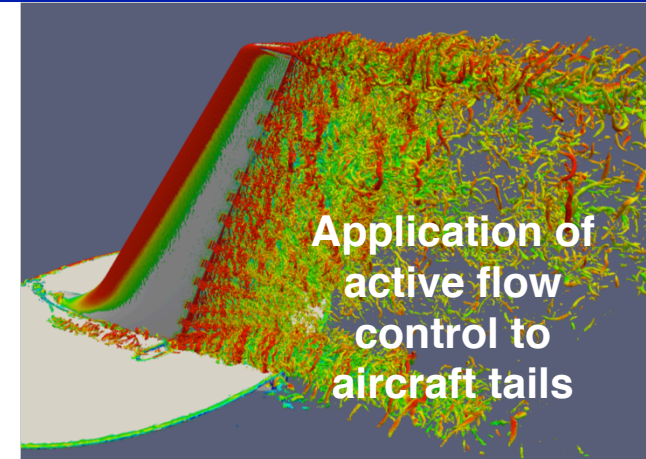 Application of
active flow
control to
aircraft tails